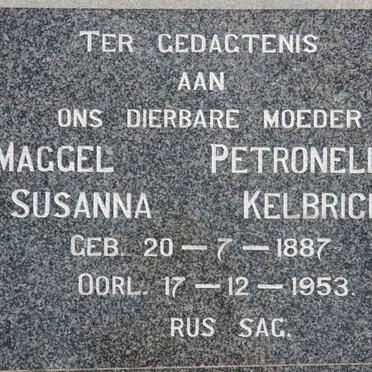 TER GEDAGTENIS
AAN
ONS DIERBARE MOEDER
MAGGEL PETRONELL
SUSANNA KELBRICK
GEB. 20 – 7 – 1887
OORL. 17 – 12 – 1953.
RUS SAG.